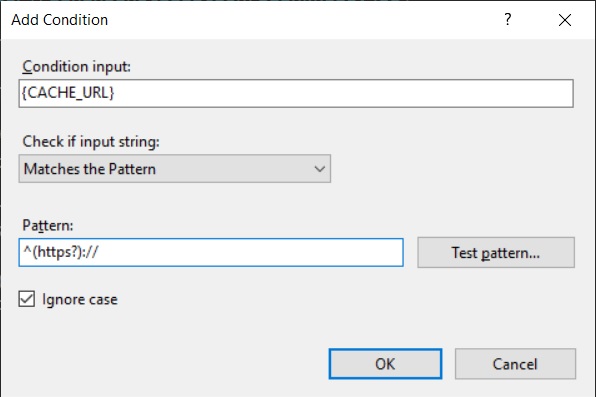 Add Condition
?
Condition input:
{CACHE_URL}
Check if input string:
Matches the Pattern
Pattern:
^(https?)://
Test pattern...
Ignore case
OK
Cancel